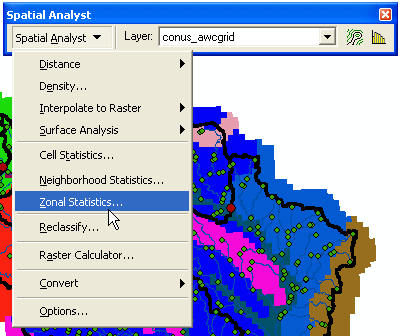 Spatial Analyst
Spatial Analyst Layer: conus_awcgrid
Distance
Density...
Interpolate to Raster
Surface Analysis
Cell Statistics...
Neighborhood Statistics...
Zonal Statistics...
Reclassify...
Raster Calculator...
Convert
Options...